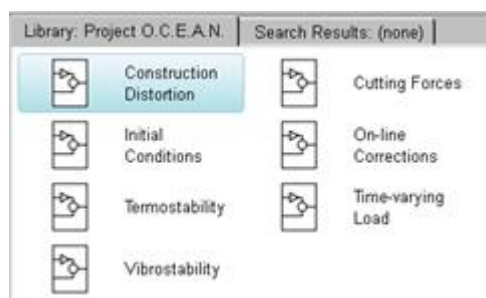 Library: Project O.C.E.A.N.
Search Results: (none)
Construction
Distortion
Cutting Forces
Initial
Conditions
On-line
Corrections
Termostability
Time-varying
Load
Vibrostability